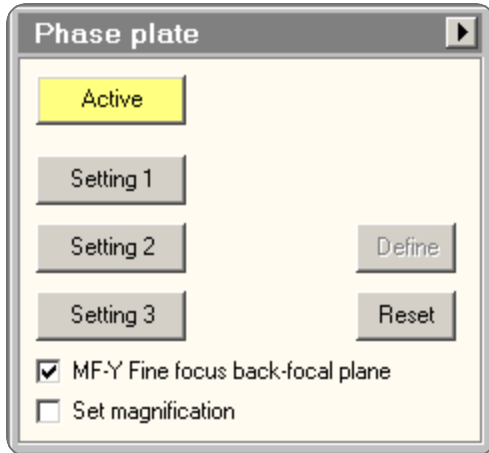 Phase plate
Active
Setting 1
Setting 2 Define
Setting 3 Reset
MF-Y Fine focus back-focal plane
Set magnification